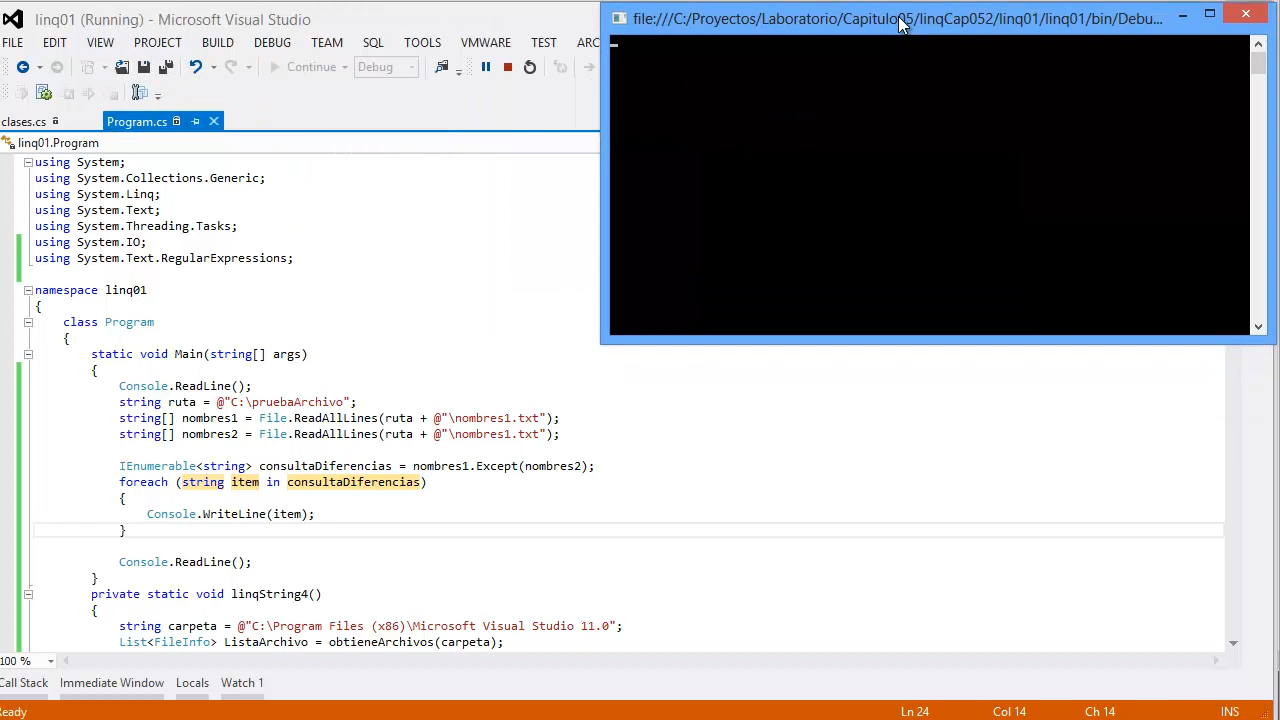 linq01 (Running) - Microsoft Visual Studio
file:///C:/Proyectos/Laboratorio/Capitulo05/linqCap052/linq01/linq01/bin/Debu...
FILE EDIT VIEW PROJECT BUILD DEBUG TEAM SQL TOOLS VMWARE TEST ARC
Continue Debug
clases.cs Program.cs
linq01.Program
using System;
using System.Collections.Generic;
using System.Linq;
using System.Text;
using System.Threading.Tasks;
using System.IO;
using System.Text.RegularExpressions;
namespace linq01
{
class Program
{
static void Main(string[] args)
{
Console.ReadLine();
string ruta = @"C:\pruebaArchivo";
string[] nombres1 = File.ReadAllLines(ruta + @"\nombres1.txt");
string[] nombres2 = File.ReadAllLines(ruta + @"\nombres1.txt");
IEnumerable<string> consultaDiferencias = nombres1.Except(nombres2);
foreach (string item in consultaDiferencias)
{
Console.WriteLine(item);
}
Console.ReadLine();
}
private static void linqString4()
{
string carpeta = @"C:\Program Files (x86)\Microsoft Visual Studio 11.0";
List<FileInfo> ListaArchivo = obtieneArchivos(carpeta);
100 %
Call Stack Immediate Window Locals Watch 1
Ready Ln 24 Col 14 Ch 14 INS